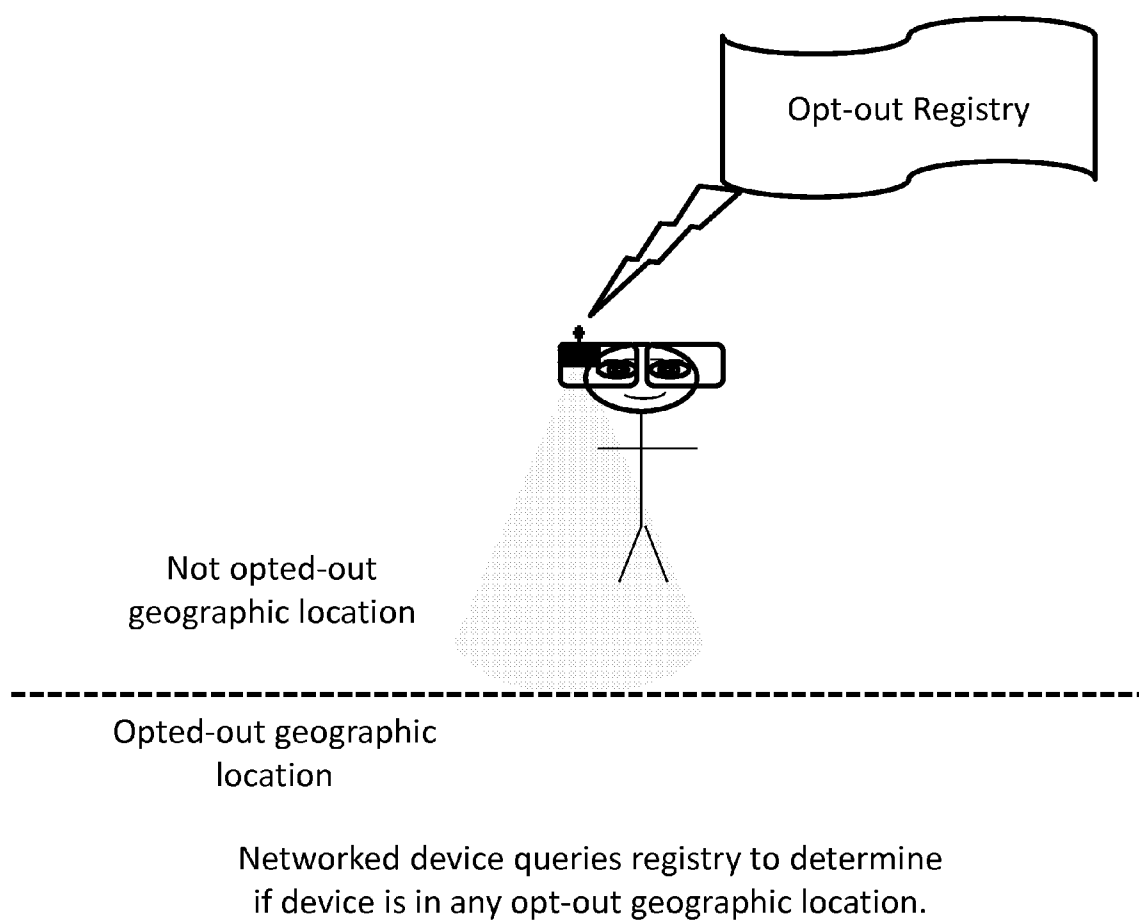 Opt-out Registry
Not opted-out
geographic location
Opted-out geographic
location
Networked device queries registry to determine
if device is in any opt-out geographic location.